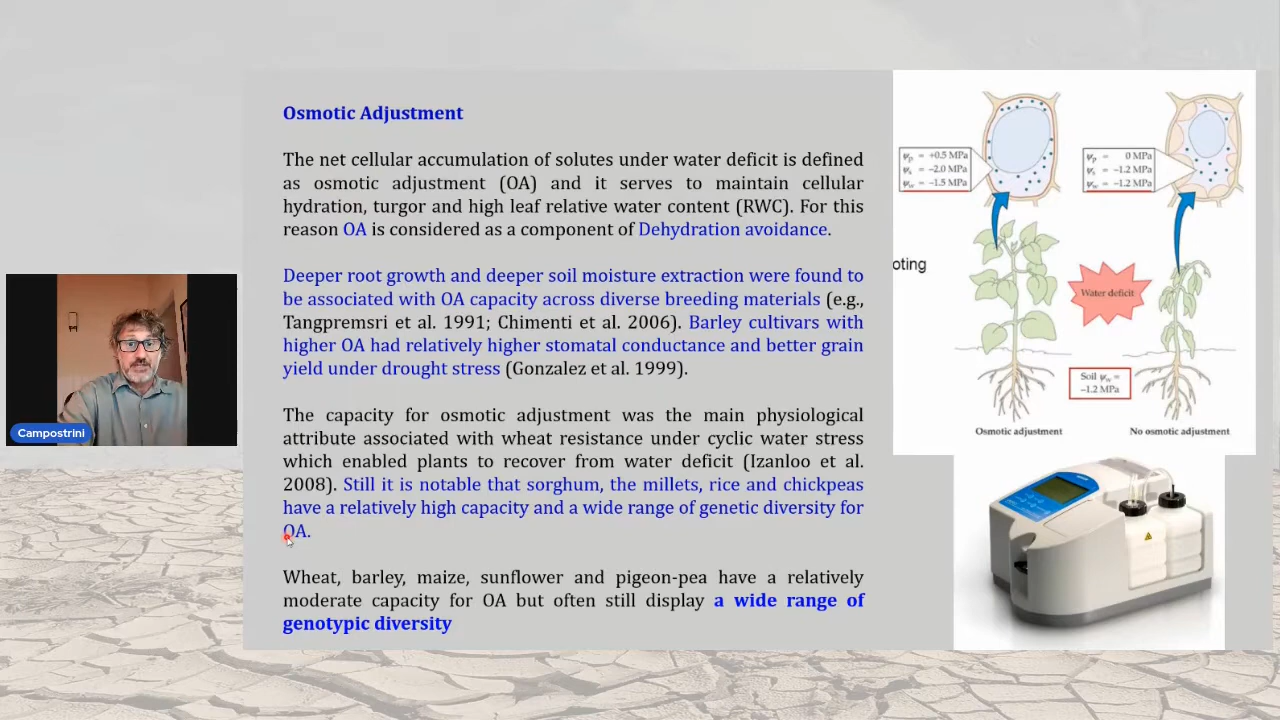 Osmotic Adjustment
The net cellular accumulation of solutes under water deficit is defined
as osmotic adjustment (OA) and it serves to maintain cellular
hydration, turgor and high leaf relative water content (RWC). For this
reason OA is considered as a component of Dehydration avoidance.
Deeper root growth and deeper soil moisture extraction were found to
be associated with OA capacity across diverse breeding materials (e.g.,
Tangpremsri et al. 1991; Chimenti et al. 2006). Barley cultivars with
higher OA had relatively higher stomatal conductance and better grain
yield under drought stress (Gonzalez et al. 1999).
The capacity for osmotic adjustment was the main physiological
attribute associated with wheat resistance under cyclic water stress
which enabled plants to recover from water deficit (Izanloo et al.
2008). Still it is notable that sorghum, the millets, rice and chickpeas
have a relatively high capacity and a wide range of genetic diversity for
OA.
Wheat, barley, maize, sunflower and pigeon-pea have a relatively
moderate capacity for OA but often still display a wide range of
genotypic diversity
oting
Ψp = +0.5 MPa
Ψs = −2.0 MPa
Ψw = −1.5 MPa
Ψp = 0 MPa
Ψs = −1.2 MPa
Ψw = −1.2 MPa
Water deficit
Soil Ψw =
−1.2 MPa
Osmotic adjustment
No osmotic adjustment
Campostrini